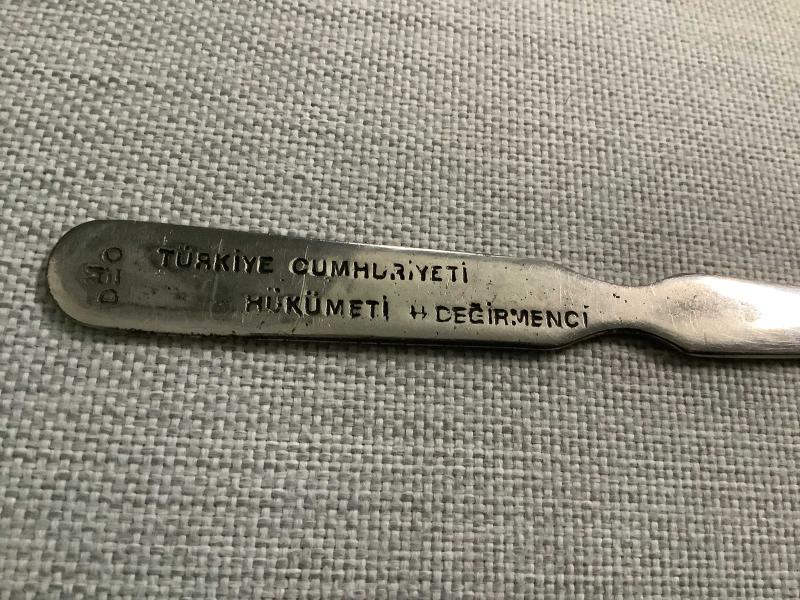 TÜRKİYE CUMHURİYETİ
HÜKÜMETİ H DEĞİRMENCİ